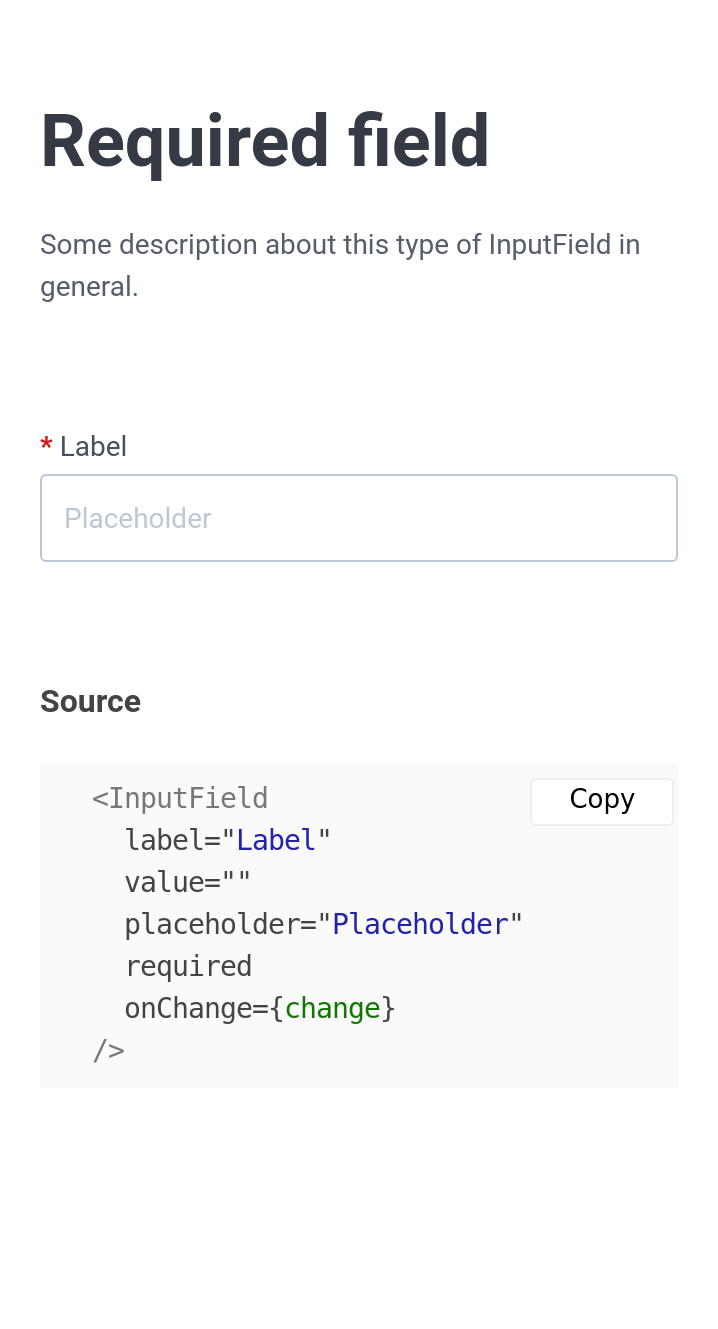 Required field
Some description about this type of InputField in
general.
* Label
Placeholder
Source
<InputField
Copy
label="Label"
value=""
placeholder="Placeholder"
required
onChange={change}
/>